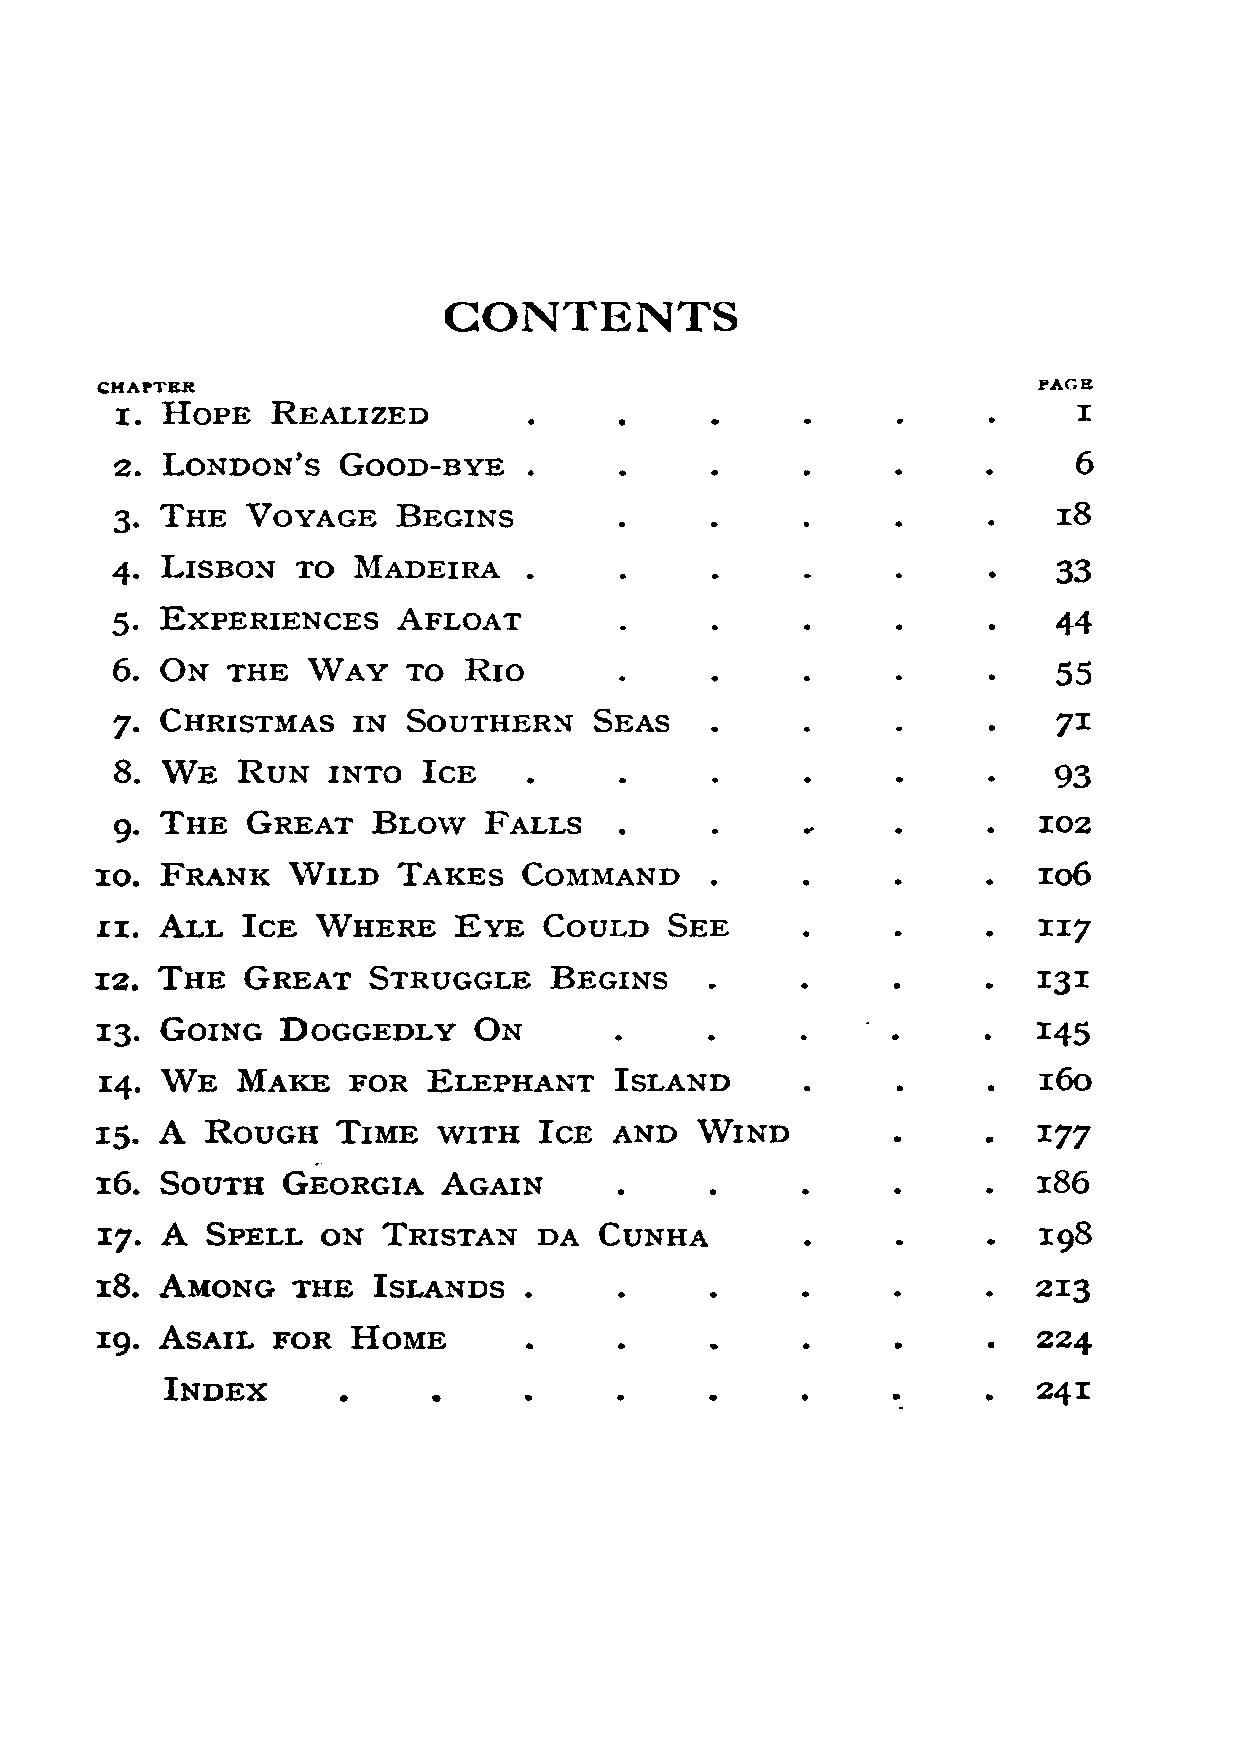 CONTENTS
CHAPTER PAGE
1. HOPE REALIZED . . . . . . 1
2. LONDON'S GOOD-BYE . . . . . . 6
3. THE VOYAGE BEGINS . . . . . 18
4. LISBON TO MADEIRA . . . . . . 33
5. EXPERIENCES AFLOAT . . . . . 44
6. ON THE WAY TO RIO . . . . . 55
7. CHRISTMAS IN SOUTHERN SEAS . . . . 71
8. WE RUN INTO ICE . . . . . . 93
9. THE GREAT BLOW FALLS . . . . . 102
10. FRANK WILD TAKES COMMAND . . . . 106
11. ALL ICE WHERE EYE COULD SEE . . . 117
12. THE GREAT STRUGGLE BEGINS . . . . 131
13. GOING DOGGEDLY ON . . . . . 145
14. WE MAKE FOR ELEPHANT ISLAND . . . 160
15. A ROUGH TIME WITH ICE AND WIND . . 177
16. SOUTH GEORGIA AGAIN . . . . . 186
17. A SPELL ON TRISTAN DA CUNHA . . . 198
18. AMONG THE ISLANDS . . . . . . 213
19. ASAIL FOR HOME . . . . . . 224
INDEX . . . . . . . . 241